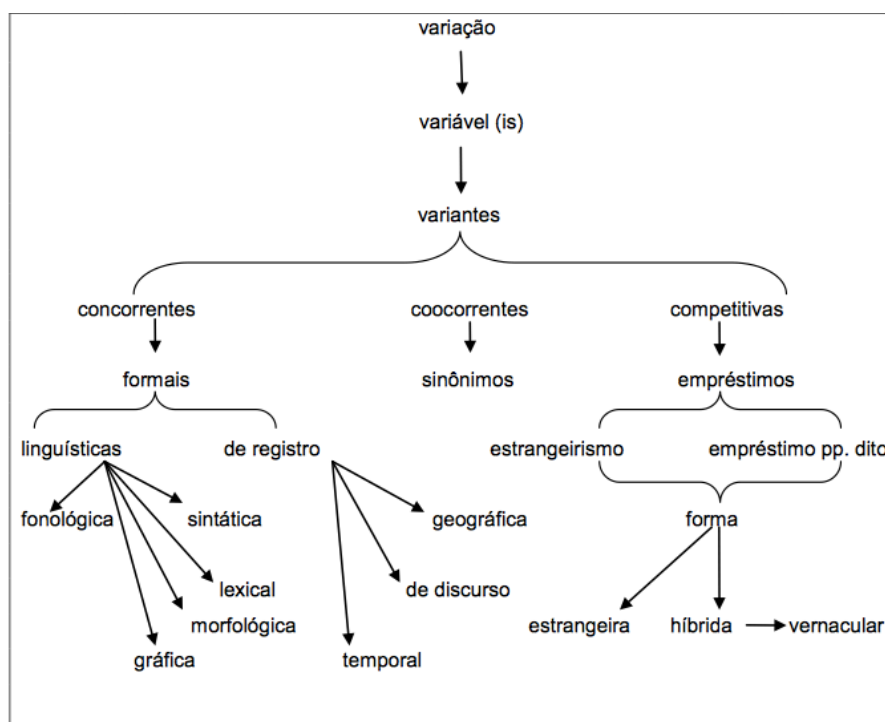 variação
variável (is)
variantes
concorrentes coocorrentes competitivas
formais sinônimos empréstimos
linguísticas de registro estrangeirismo empréstimo pp. dito
fonológica sintática geográfica forma
lexical de discurso
morfológica estrangeira híbrida vernacular
gráfica temporal